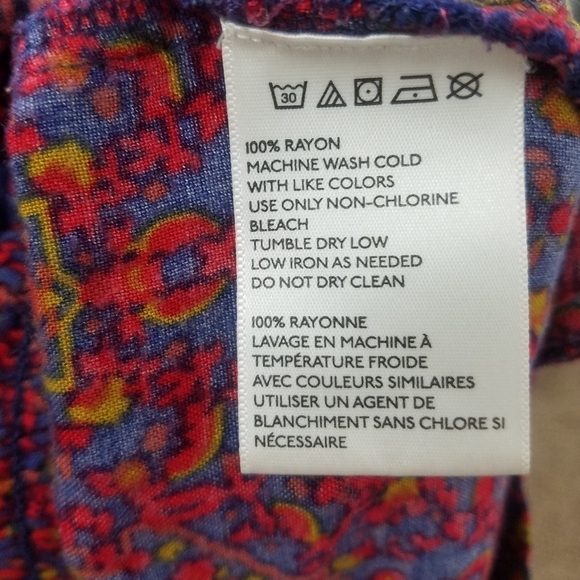 30
100% RAYON
MACHINE WASH COLD
WITH LIKE COLORS
USE ONLY NON-CHLORINE
BLEACH
TUMBLE DRY LOW
LOW IRON AS NEEDED
DO NOT DRY CLEAN
100% RAYONNE
LAVAGE EN MACHINE À
TEMPÉRATURE FROIDE
AVEC COULEURS SIMILAIRES
UTILISER UN AGENT DE
BLANCHIMENT SANS CHLORE SI
NÉCESSAIRE